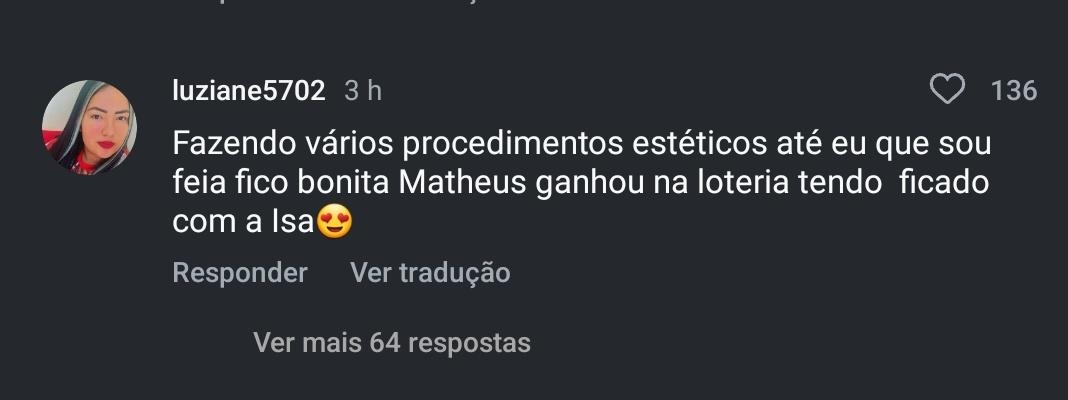 luziane5702 3 h
136
Fazendo vários procedimentos estéticos até eu que sou
feia fico bonita Matheus ganhou na loteria tendo  ficado
com a Isa😍
Responder Ver tradução
Ver mais 64 respostas